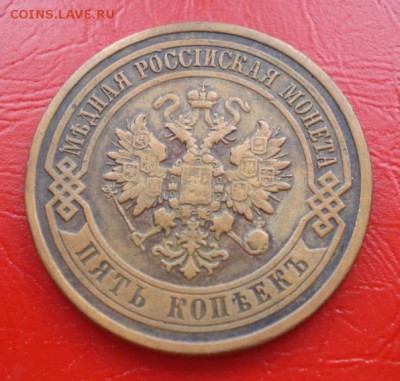 COINS.LAVE.RU
МѢДНАЯ РОССІЙСКАЯ МОНЕТА
ПЯТЬ КОПѢЕКЪ